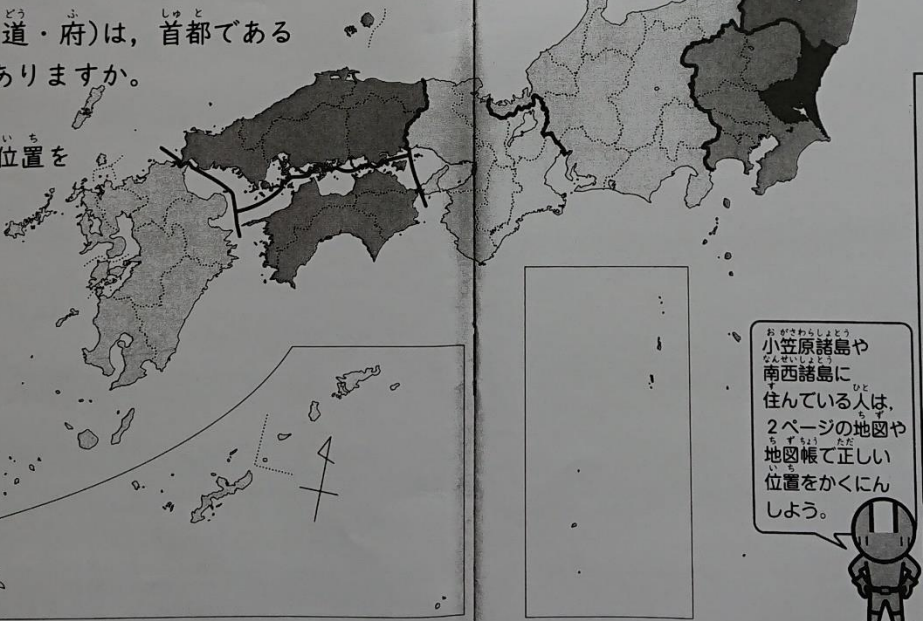 道・府)は，首都である
ありますか。
位置を
小笠原諸島や
南西諸島に
住んでいる人は，
2ページの地図や
地図帳で正しい
位置をかくにん
しよう。